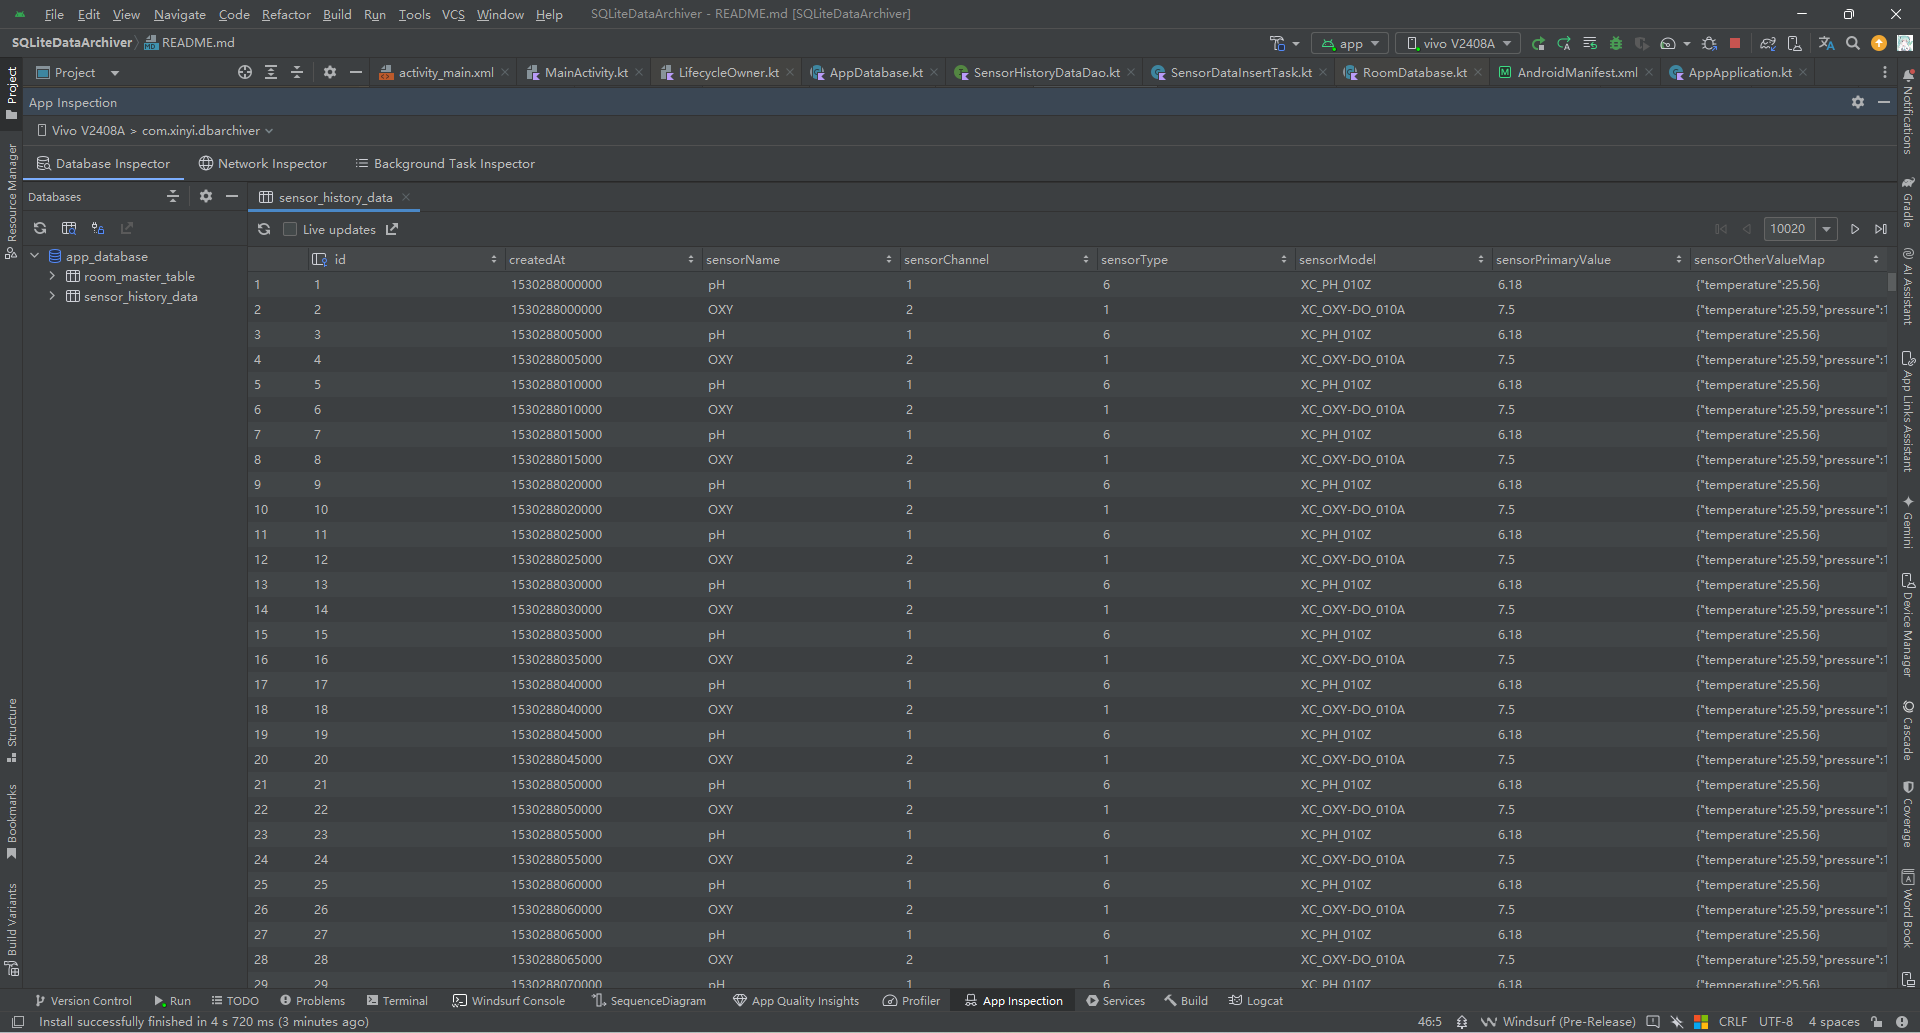 File Edit View Navigate Code Refactor Build Run Tools VCS Window Help SQLiteDataArchiver - README.md [SQLiteDataArchiver]
SQLiteDataArchiver README.md app vivo V2408A
Project activity_main.xml MainActivity.kt LifecycleOwner.kt AppDatabase.kt SensorHistoryDataDao.kt SensorDataInsertTask.kt RoomDatabase.kt AndroidManifest.xml AppApplication.kt
App Inspection
Vivo V2408A > com.xinyi.dbarchiver
Database Inspector Network Inspector Background Task Inspector
Databases
sensor_history_data
Live updates 10020
app_database
room_master_table
sensor_history_data
id createdAt sensorName sensorChannel sensorType sensorModel sensorPrimaryValue sensorOtherValueMap
1 1 1530288000000 pH 1 6 XC_PH_010Z 6.18 {"temperature":25.56}
2 2 1530288000000 OXY 2 1 XC_OXY-DO_010A 7.5 {"temperature":25.59,"pressure":1
3 3 1530288005000 pH 1 6 XC_PH_010Z 6.18 {"temperature":25.56}
4 4 1530288005000 OXY 2 1 XC_OXY-DO_010A 7.5 {"temperature":25.59,"pressure":1
5 5 1530288010000 pH 1 6 XC_PH_010Z 6.18 {"temperature":25.56}
6 6 1530288010000 OXY 2 1 XC_OXY-DO_010A 7.5 {"temperature":25.59,"pressure":1
7 7 1530288015000 pH 1 6 XC_PH_010Z 6.18 {"temperature":25.56}
8 8 1530288015000 OXY 2 1 XC_OXY-DO_010A 7.5 {"temperature":25.59,"pressure":1
9 9 1530288020000 pH 1 6 XC_PH_010Z 6.18 {"temperature":25.56}
10 10 1530288020000 OXY 2 1 XC_OXY-DO_010A 7.5 {"temperature":25.59,"pressure":1
11 11 1530288025000 pH 1 6 XC_PH_010Z 6.18 {"temperature":25.56}
12 12 1530288025000 OXY 2 1 XC_OXY-DO_010A 7.5 {"temperature":25.59,"pressure":1
13 13 1530288030000 pH 1 6 XC_PH_010Z 6.18 {"temperature":25.56}
14 14 1530288030000 OXY 2 1 XC_OXY-DO_010A 7.5 {"temperature":25.59,"pressure":1
15 15 1530288035000 pH 1 6 XC_PH_010Z 6.18 {"temperature":25.56}
16 16 1530288035000 OXY 2 1 XC_OXY-DO_010A 7.5 {"temperature":25.59,"pressure":1
17 17 1530288040000 pH 1 6 XC_PH_010Z 6.18 {"temperature":25.56}
18 18 1530288040000 OXY 2 1 XC_OXY-DO_010A 7.5 {"temperature":25.59,"pressure":1
19 19 1530288045000 pH 1 6 XC_PH_010Z 6.18 {"temperature":25.56}
20 20 1530288045000 OXY 2 1 XC_OXY-DO_010A 7.5 {"temperature":25.59,"pressure":1
21 21 1530288050000 pH 1 6 XC_PH_010Z 6.18 {"temperature":25.56}
22 22 1530288050000 OXY 2 1 XC_OXY-DO_010A 7.5 {"temperature":25.59,"pressure":1
23 23 1530288055000 pH 1 6 XC_PH_010Z 6.18 {"temperature":25.56}
24 24 1530288055000 OXY 2 1 XC_OXY-DO_010A 7.5 {"temperature":25.59,"pressure":1
25 25 1530288060000 pH 1 6 XC_PH_010Z 6.18 {"temperature":25.56}
26 26 1530288060000 OXY 2 1 XC_OXY-DO_010A 7.5 {"temperature":25.59,"pressure":1
27 27 1530288065000 pH 1 6 XC_PH_010Z 6.18 {"temperature":25.56}
28 28 1530288065000 OXY 2 1 XC_OXY-DO_010A 7.5 {"temperature":25.59,"pressure":1
29 29 1530288070000 pH 1 6 XC_PH_010Z 6.18 {"temperature":25.56}
Project
Resource Manager
Structure
Bookmarks
Build Variants
Notifications
Gradle
AI Assistant
App Links Assistant
Gemini
Device Manager
Cascade
Coverage
Word Book
Version Control Run TODO Problems Terminal Windsurf Console SequenceDiagram App Quality Insights Profiler App Inspection Services Build Logcat
Install successfully finished in 4 s 720 ms (3 minutes ago) 46:5 Windsurf (Pre-Release) CRLF UTF-8 4 spaces